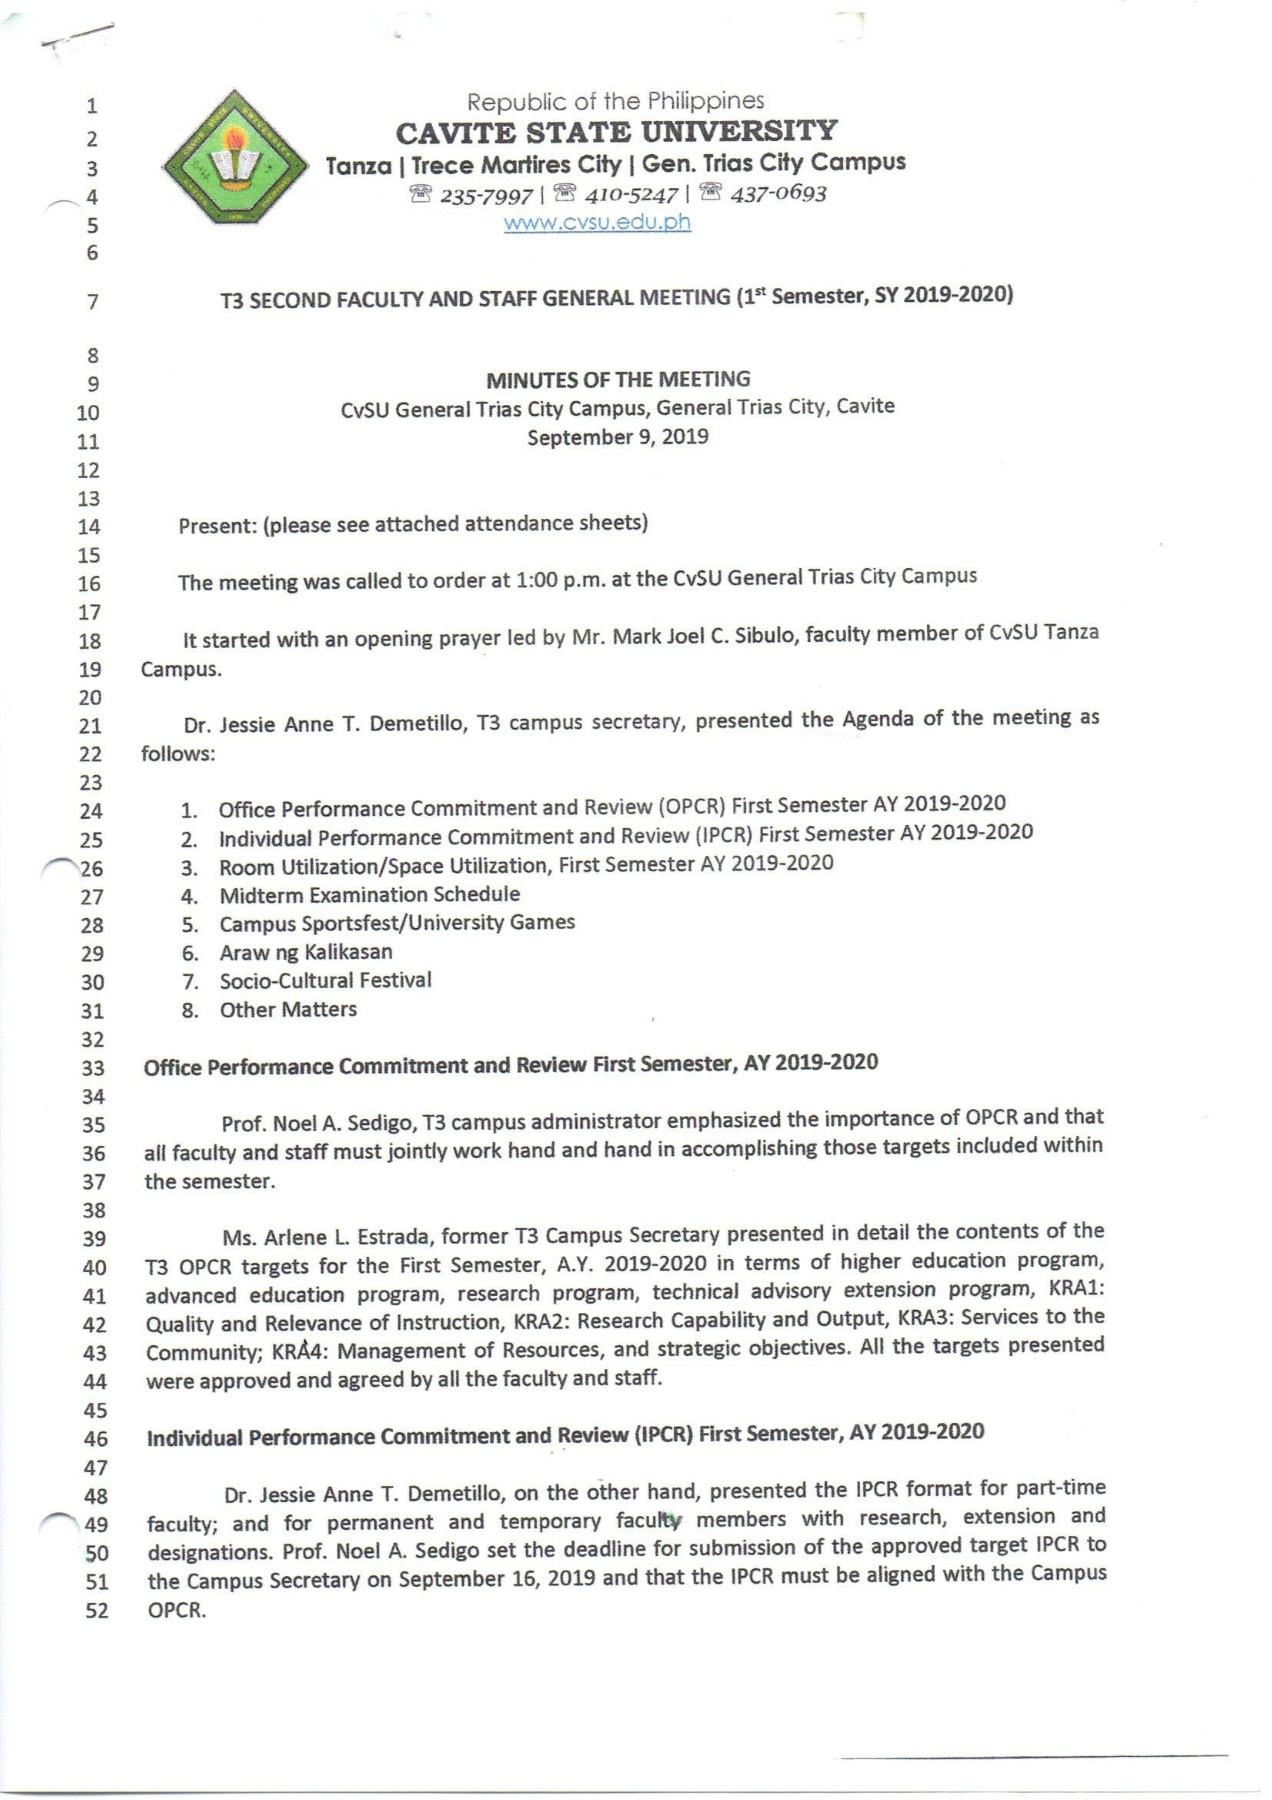 1 Republic of the Philippines
2 CAVITE STATE UNIVERSITY
3 Tanza | Trece Martires City | Gen. Trias City Campus
4 ☏ 235-7997 | ☏ 410-5247 | ☏ 437-0693
5 www.cvsu.edu.ph
6
7 T3 SECOND FACULTY AND STAFF GENERAL MEETING (1st Semester, SY 2019-2020)
8
9 MINUTES OF THE MEETING
10 CvSU General Trias City Campus, General Trias City, Cavite
11 September 9, 2019
12
13
14 Present: (please see attached attendance sheets)
15
16 The meeting was called to order at 1:00 p.m. at the CvSU General Trias City Campus
17
18 It started with an opening prayer led by Mr. Mark Joel C. Sibulo, faculty member of CvSU Tanza
19 Campus.
20
21 Dr. Jessie Anne T. Demetillo, T3 campus secretary, presented the Agenda of the meeting as
22 follows:
23
24 1. Office Performance Commitment and Review (OPCR) First Semester AY 2019-2020
25 2. Individual Performance Commitment and Review (IPCR) First Semester AY 2019-2020
26 3. Room Utilization/Space Utilization, First Semester AY 2019-2020
27 4. Midterm Examination Schedule
28 5. Campus Sportsfest/University Games
29 6. Araw ng Kalikasan
30 7. Socio-Cultural Festival
31 8. Other Matters
32
33 Office Performance Commitment and Review First Semester, AY 2019-2020
34
35 Prof. Noel A. Sedigo, T3 campus administrator emphasized the importance of OPCR and that
36 all faculty and staff must jointly work hand and hand in accomplishing those targets included within
37 the semester.
38
39 Ms. Arlene L. Estrada, former T3 Campus Secretary presented in detail the contents of the
40 T3 OPCR targets for the First Semester, A.Y. 2019-2020 in terms of higher education program,
41 advanced education program, research program, technical advisory extension program, KRA1:
42 Quality and Relevance of Instruction, KRA2: Research Capability and Output, KRA3: Services to the
43 Community; KRA4: Management of Resources, and strategic objectives. All the targets presented
44 were approved and agreed by all the faculty and staff.
45
46 Individual Performance Commitment and Review (IPCR) First Semester, AY 2019-2020
47
48 Dr. Jessie Anne T. Demetillo, on the other hand, presented the IPCR format for part-time
49 faculty; and for permanent and temporary faculty members with research, extension and
50 designations. Prof. Noel A. Sedigo set the deadline for submission of the approved target IPCR to
51 the Campus Secretary on September 16, 2019 and that the IPCR must be aligned with the Campus
52 OPCR.